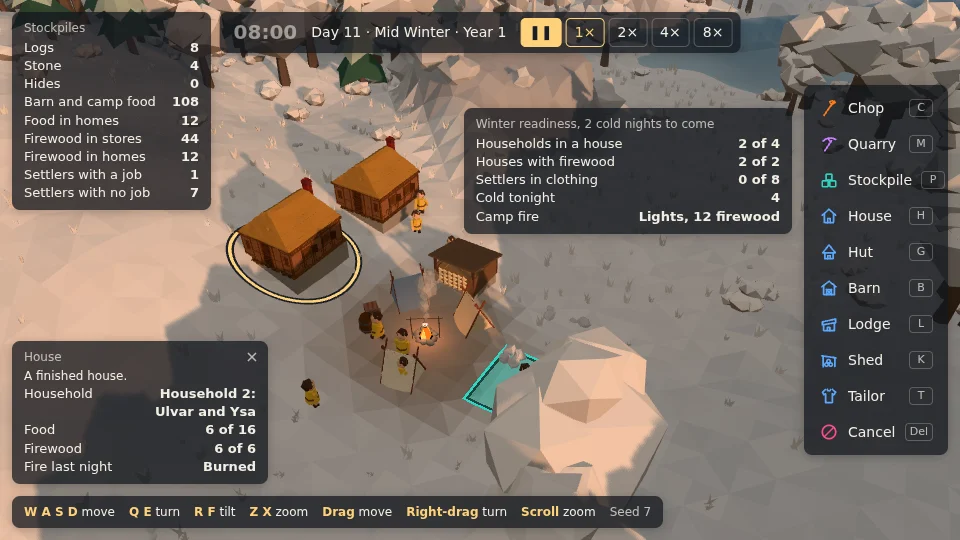 Stockpiles
Logs 8
Stone 4
Hides 0
Barn and camp food 108
Food in homes 12
Firewood in stores 44
Firewood in homes 12
Settlers with a job 1
Settlers with no job 7
08:00 Day 11 · Mid Winter · Year 1 1× 2× 4× 8×
Winter readiness, 2 cold nights to come
Households in a house 2 of 4
Houses with firewood 2 of 2
Settlers in clothing 0 of 8
Cold tonight 4
Camp fire Lights, 12 firewood
Chop C
Quarry M
Stockpile P
House H
Hut G
Barn B
Lodge L
Shed K
Tailor T
Cancel Del
House ×
A finished house.
Household Household 2:
Ulvar and Ysa
Food 6 of 16
Firewood 6 of 6
Fire last night Burned
W A S D move Q E turn R F tilt Z X zoom Drag move Right-drag turn Scroll zoom Seed 7